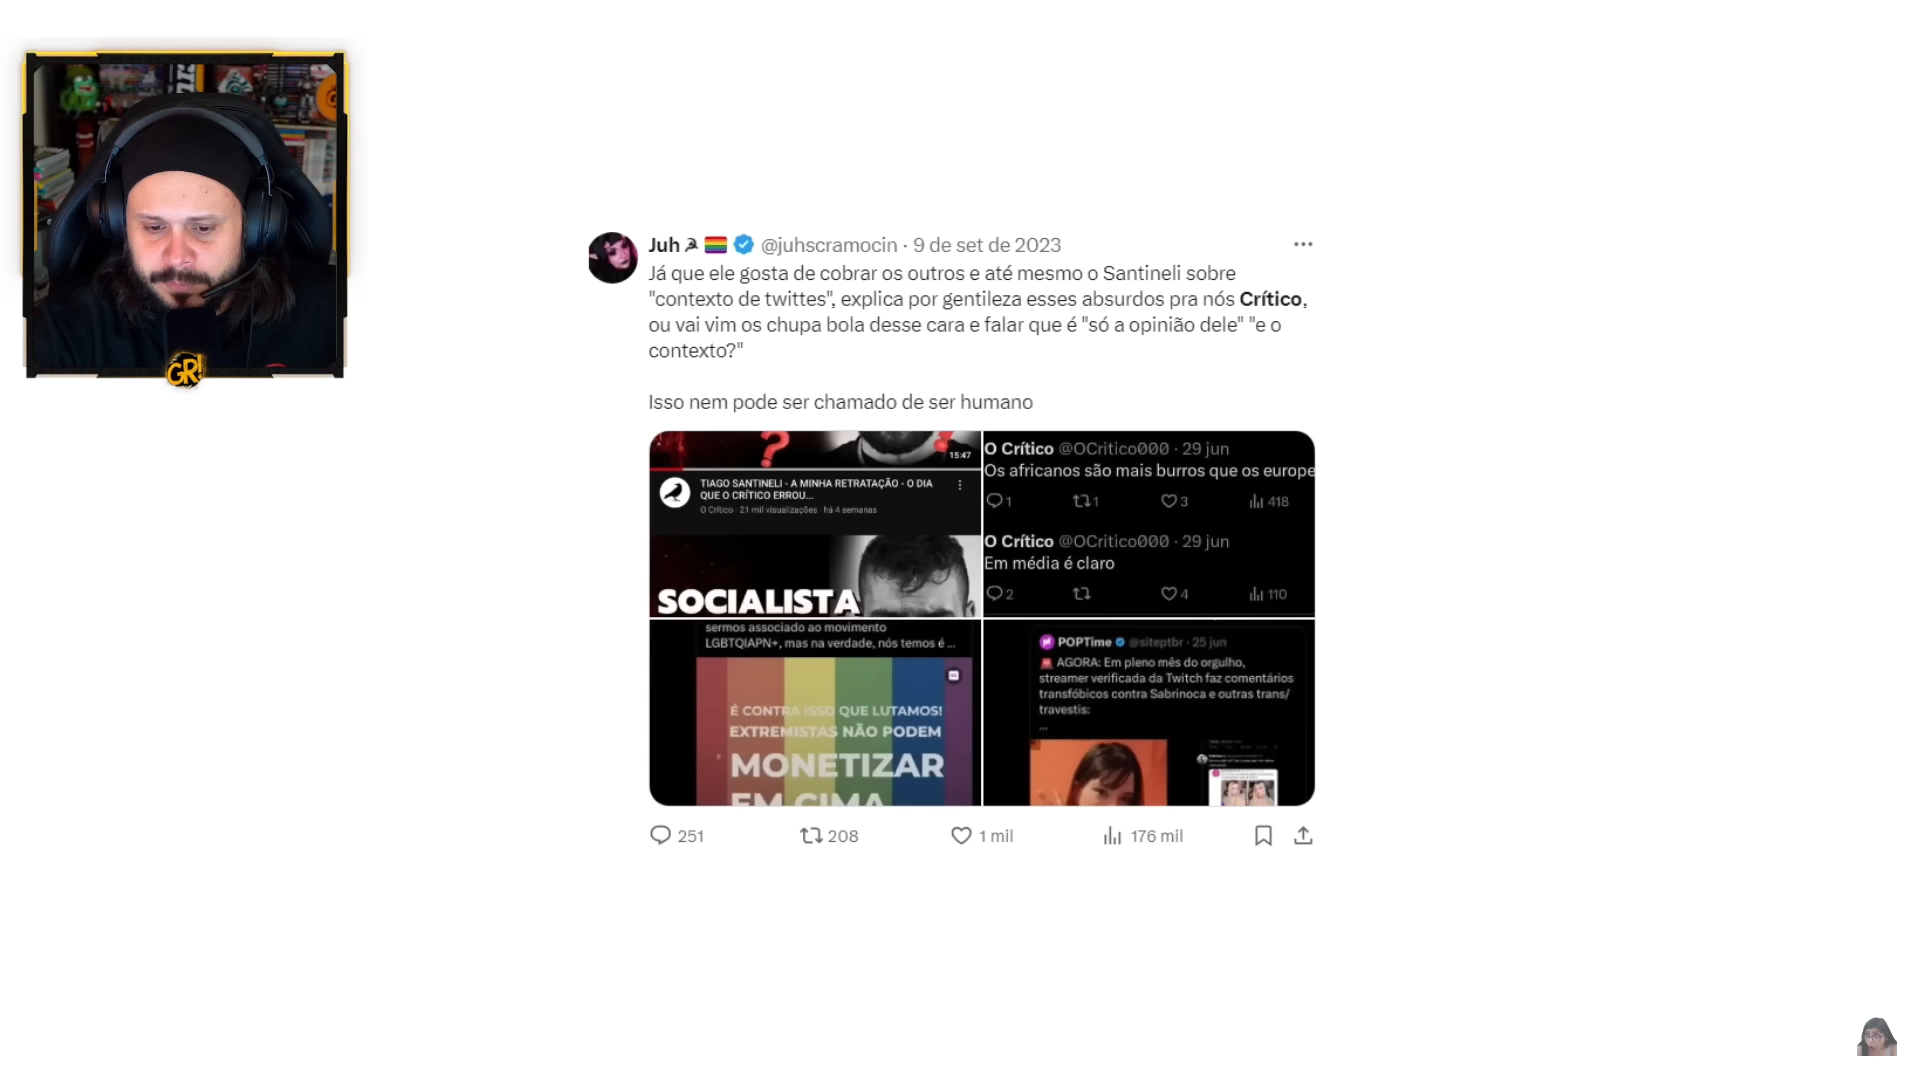 GR!
Juh @juhscramocin · 9 de set de 2023
Já que ele gosta de cobrar os outros e até mesmo o Santineli sobre
"contexto de twittes", explica por gentileza esses absurdos pra nós Crítico,
ou vai vim os chupa bola desse cara e falar que é "só a opinião dele" "e o
contexto?"
Isso nem pode ser chamado de ser humano
15:47
TIAGO SANTINELI - A MINHA RETRATAÇÃO - O DIA
QUE O CRÍTICO ERROU...
O Crítico · 21 mil visualizações · há 4 semanas
SOCIALISTA
O Crítico @OCritico000 · 29 jun
Os africanos são mais burros que os europe
1 1 3 418
O Crítico @OCritico000 · 29 jun
Em média é claro
2 4 110
sermos associado ao movimento
LGBTQIAPN+, mas na verdade, nós temos é ...
É CONTRA ISSO QUE LUTAMOS!
EXTREMISTAS NÃO PODEM
MONETIZAR
EM CIMA
POPTime @siteptbr · 25 jun
AGORA: Em pleno mês do orgulho,
streamer verificada da Twitch faz comentários
transfóbicos contra Sabrinoca e outras trans/
travestis:
...
251 208 1 mil 176 mil